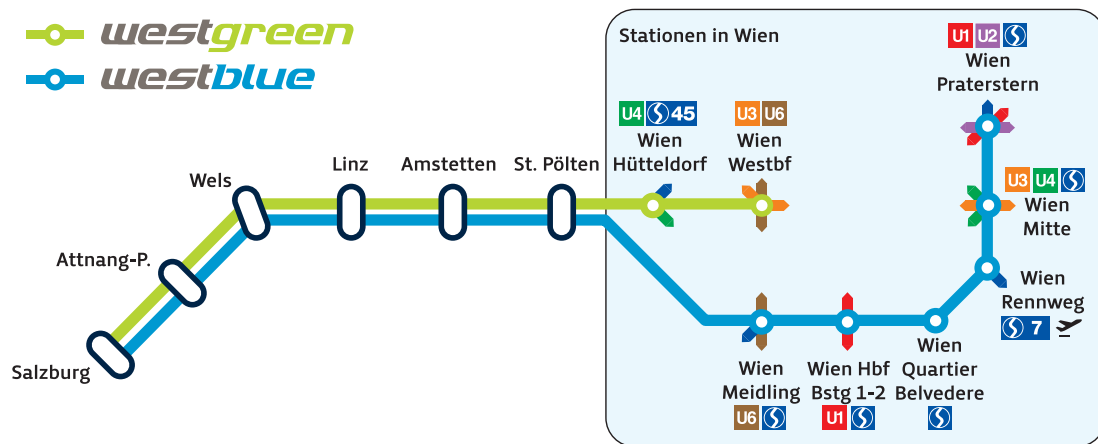 westgreen
westblue
Stationen in Wien
U1 U2 S
Wien
Praterstern
U4 S 45
Wien
Hütteldorf
U3 U6
Wien
Westbf
Linz
Amstetten
St. Pölten
Wels
U3 U4 S
Wien
Mitte
Attnang-P.
Wien
Rennweg
S 7
Salzburg
Wien
Meidling
U6 S
Wien Hbf
Bstg 1-2
U1 S
Wien
Quartier
Belvedere
S